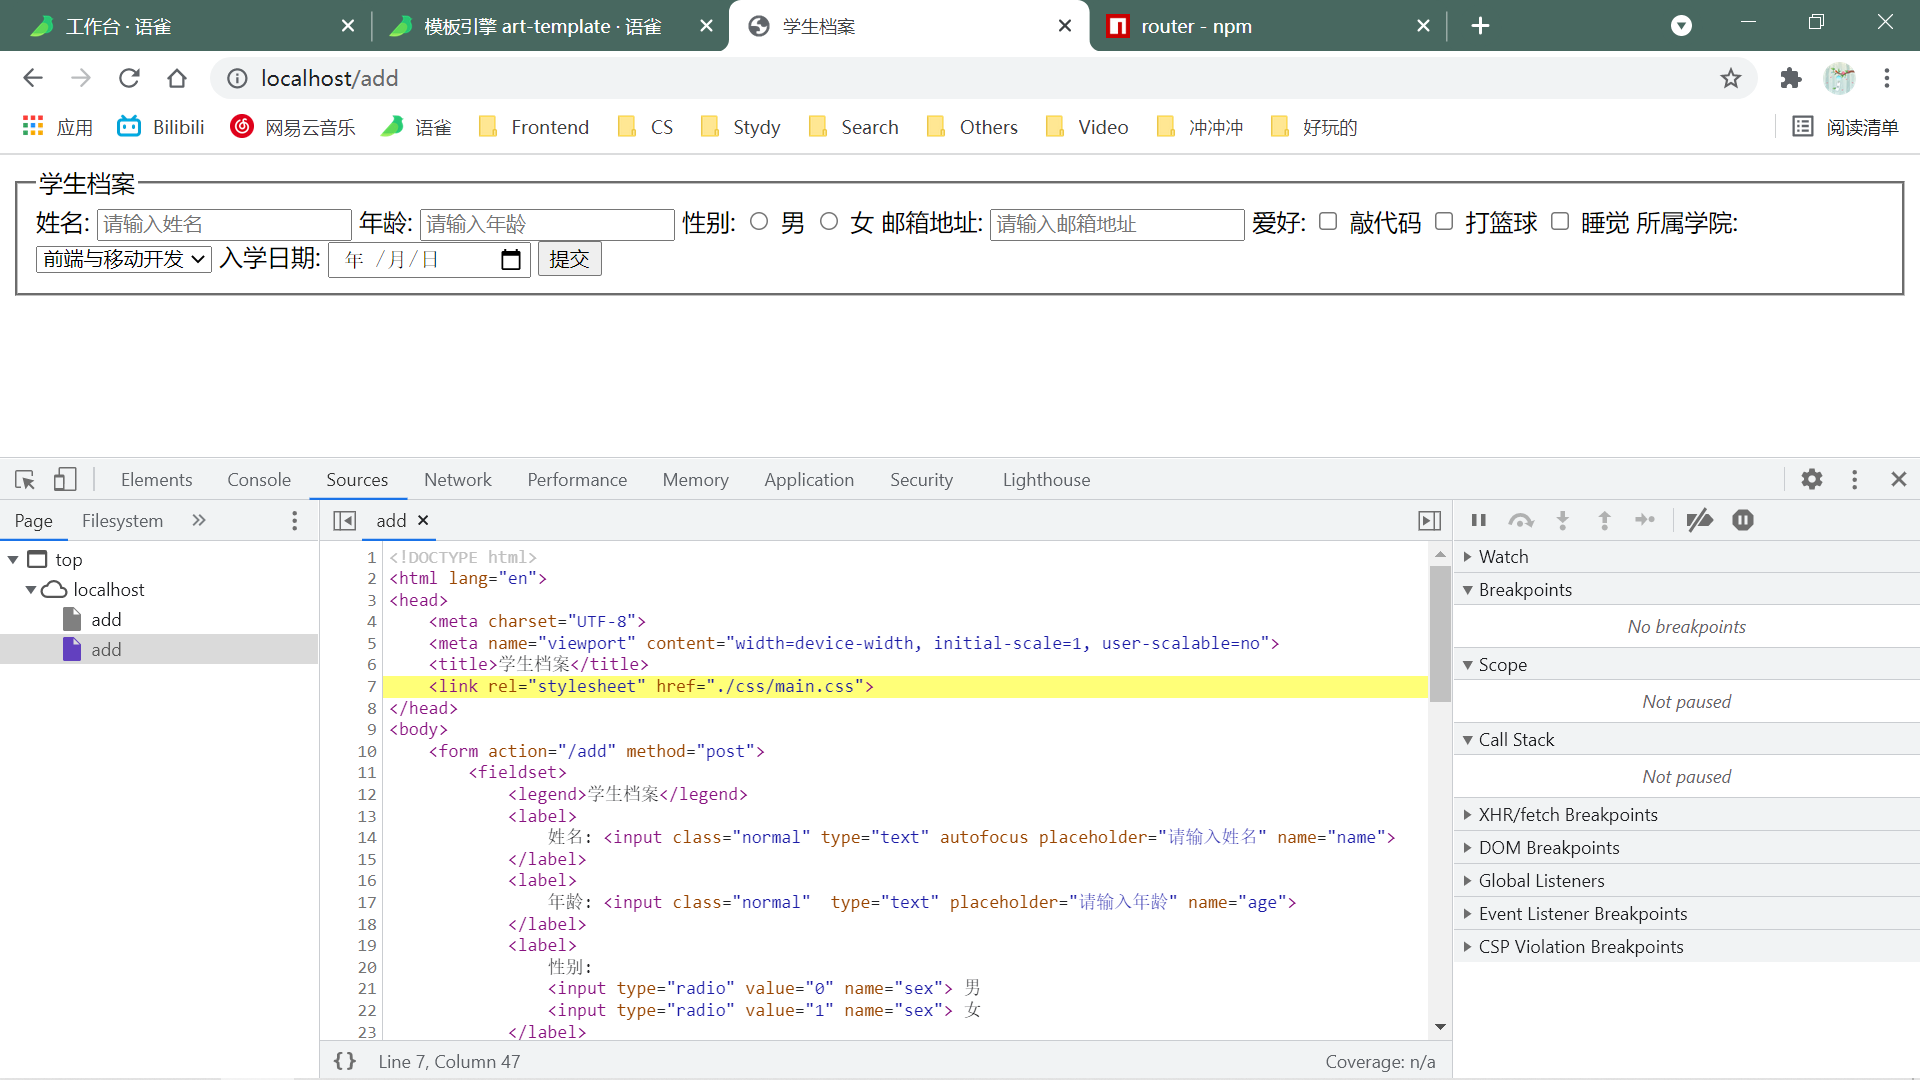 工作台 · 语雀
模板引擎 art-template · 语雀
学生档案
router - npm
localhost/add
应用
Bilibili
网易云音乐
语雀
Frontend
CS
Stydy
Search
Others
Video
冲冲冲
好玩的
阅读清单
学生档案
姓名: 请输入姓名 年龄: 请输入年龄 性别: 男 女 邮箱地址: 请输入邮箱地址 爱好: 敲代码 打篮球 睡觉 所属学院:
前端与移动开发 入学日期: 年 /月/日 提交
Elements Console Sources Network Performance Memory Application Security Lighthouse
Page Filesystem
top
localhost
add
add
add
1 <!DOCTYPE html>
2 <html lang="en">
3 <head>
4 <meta charset="UTF-8">
5 <meta name="viewport" content="width=device-width, initial-scale=1, user-scalable=no">
6 <title>学生档案</title>
7 <link rel="stylesheet" href="./css/main.css">
8 </head>
9 <body>
10 <form action="/add" method="post">
11 <fieldset>
12 <legend>学生档案</legend>
13 <label>
14 姓名: <input class="normal" type="text" autofocus placeholder="请输入姓名" name="name">
15 </label>
16 <label>
17 年龄: <input class="normal"  type="text" placeholder="请输入年龄" name="age">
18 </label>
19 <label>
20 性别:
21 <input type="radio" value="0" name="sex"> 男
22 <input type="radio" value="1" name="sex"> 女
23 </label>
{ } Line 7, Column 47
Coverage: n/a
Watch
Breakpoints
No breakpoints
Scope
Not paused
Call Stack
Not paused
XHR/fetch Breakpoints
DOM Breakpoints
Global Listeners
Event Listener Breakpoints
CSP Violation Breakpoints